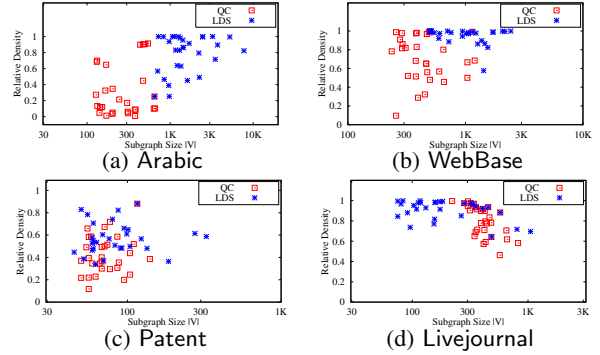 QC
LDS
Relative Density
1
0.8
0.6
0.4
0.2
0
30 100 300 1K 3K 10K
Subgraph Size |V|
(a) Arabic
QC
LDS
Relative Density
1
0.8
0.6
0.4
0.2
0
100 300 1K 3K 10K
Subgraph Size |V|
(b) WebBase
QC
LDS
Relative Density
1
0.8
0.6
0.4
0.2
0
30 100 300 1K
Subgraph Size |V|
(c) Patent
QC
LDS
Relative Density
1
0.8
0.6
0.4
0.2
0
30 100 300 1K 3K
Subgraph Size |V|
(d) Livejournal